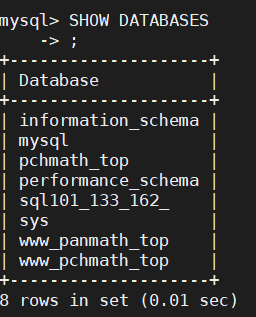 mysql> SHOW DATABASES
    -> ;
+--------------------+
| Database           |
+--------------------+
| information_schema |
| mysql              |
| pchmath_top        |
| performance_schema |
| sql101_133_162_    |
| sys                |
| www_panmath_top    |
| www_pchmath_top    |
+--------------------+
8 rows in set (0.01 sec)